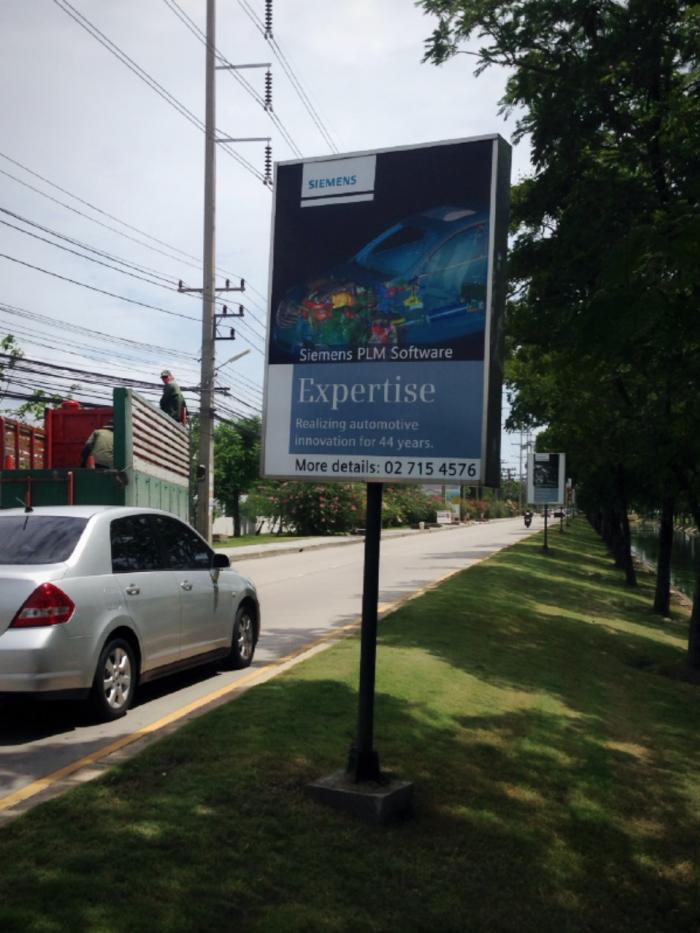 SIEMENS
Siemens PLM Software
Expertise
Realizing automotive
innovation for 44 years.
More details: 02 715 4576